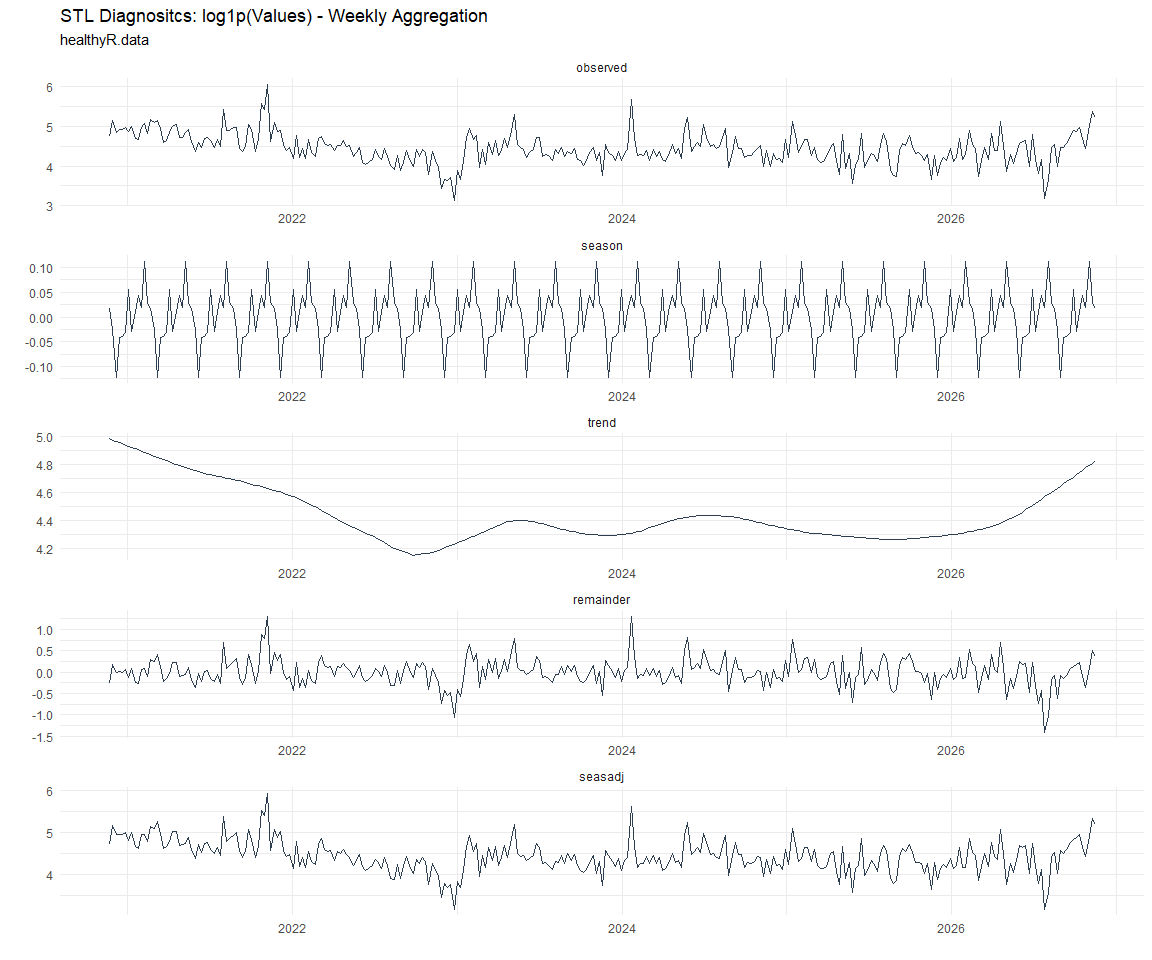 STL Diagnositcs: log1p(Values) - Weekly Aggregation
healthyR.data
observed
6
5
4
3
2022 2024 2026
season
0.10
0.05
0.00
-0.05
-0.10
2022 2024 2026
trend
5.0
4.8
4.6
4.4
4.2
2022 2024 2026
remainder
1.0
0.5
0.0
-0.5
-1.0
-1.5
2022 2024 2026
seasadj
6
5
4
2022 2024 2026